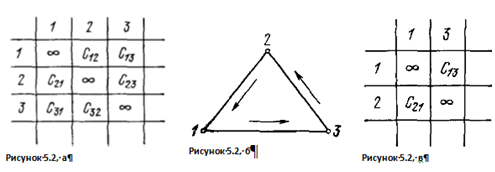 1 2 3
1 ∞ C12 C13
2 C21 ∞ C23
3 C31 C32 ∞
Рисунок·5.2,·а¶
2
1
3
Рисунок·5.2,·б¶
1 3
1 ∞ C13
2 C21 ∞
Рисунок·5.2,·в¶